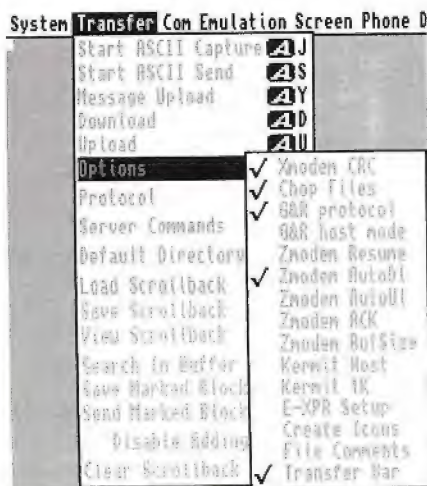 System Transfer Com Emulation Screen Phone D
Start ASCII Capture A J
Start ASCII Send A S
Message Upload A Y
Download A D
Upload A U
Options
Protocol
Server Commands
Default Directory
Load Scrollback
Save Scrollback
View Scrollback
Search in Buffer
Save Marked Block
Send Marked Block
Disable Adding
Clear Scrollback
✓ Xmodem CRC
✓ Chop Files
✓ G&R protocol
G&R host mode
Zmodem Resume
✓ Zmodem AutoDl
Zmodem AutoUl
Zmodem ACK
Zmodem BufSize
Kermit Host
Kermit 1K
E-XPR Setup
Create Icons
File Comments
✓ Transfer Bar